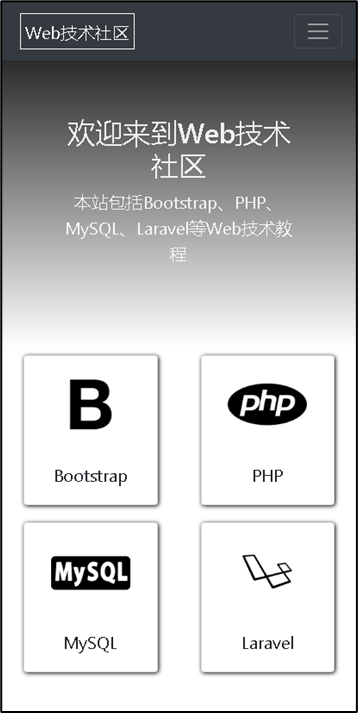 Web技术社区
欢迎来到Web技术
社区
本站包括Bootstrap、PHP、
MySQL、Laravel等Web技术教
程
B
php
Bootstrap
PHP
MySQL
MySQL
Laravel